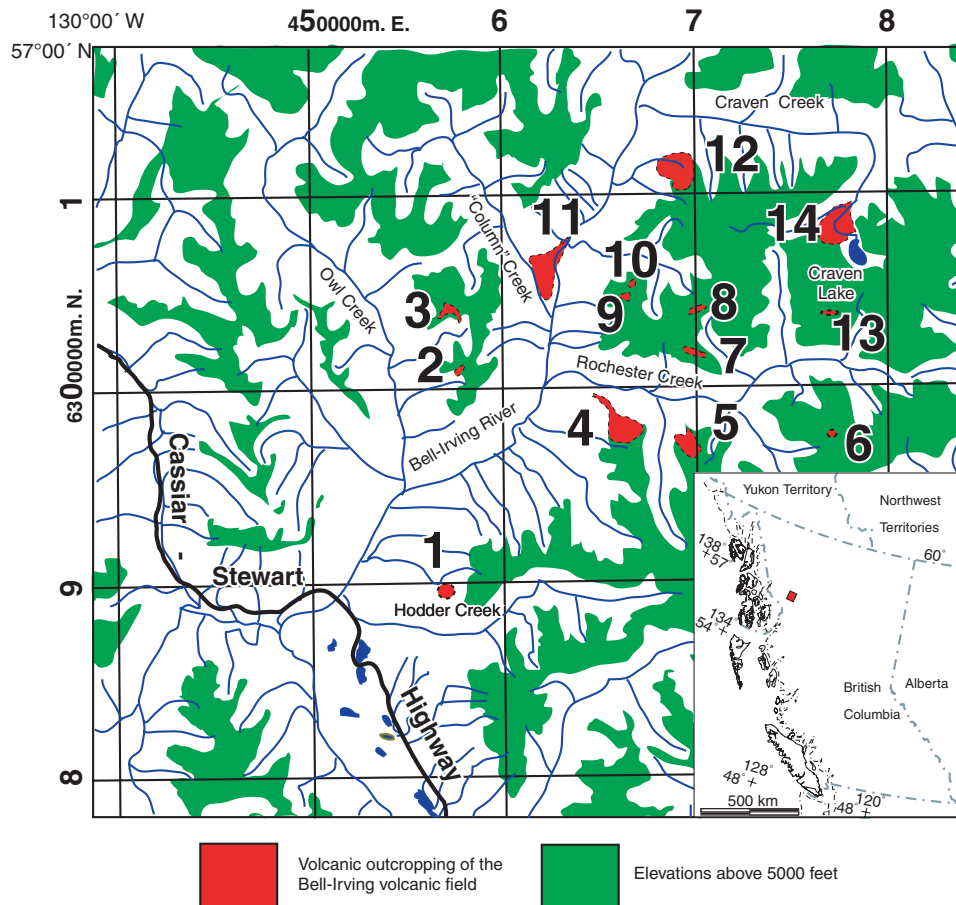 130°00´ W
450000m. E.
6
7
8
57°00´ N
Craven Creek
12
1
11
"Column" Creek
14
10
Owl Creek
3
9
8
Craven
Lake
13
2
7
6300000m. N.
Rochester Creek
Bell-Irving River
4
5
6
Cassiar -
Stewart
Highway
1
9
Hodder Creek
8
Yukon Territory
Northwest
Territories
138°
+57°
60°
134
54°+
British
Columbia
Alberta
128°
48°+
120°
48°+
500 km
Volcanic outcropping of the
Bell-Irving volcanic field
Elevations above 5000 feet